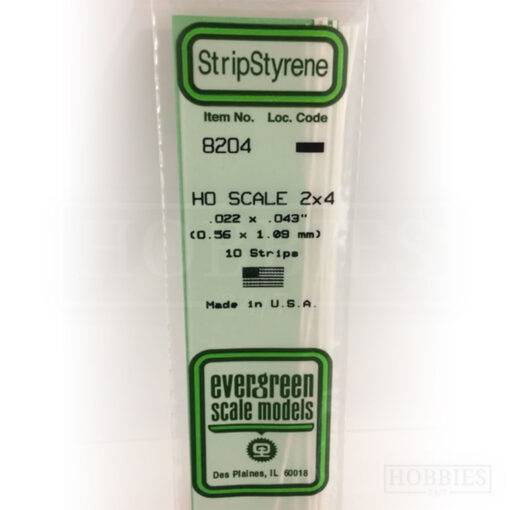 StripStyrene
Item No. Loc. Code
8204
HO SCALE 2x4
.022 x .043"
(0.56 x 1.09 mm)
10 Strips
Made in U.S.A.
evergreen
scale models
Des Plaines, IL 60018
HOBBIES